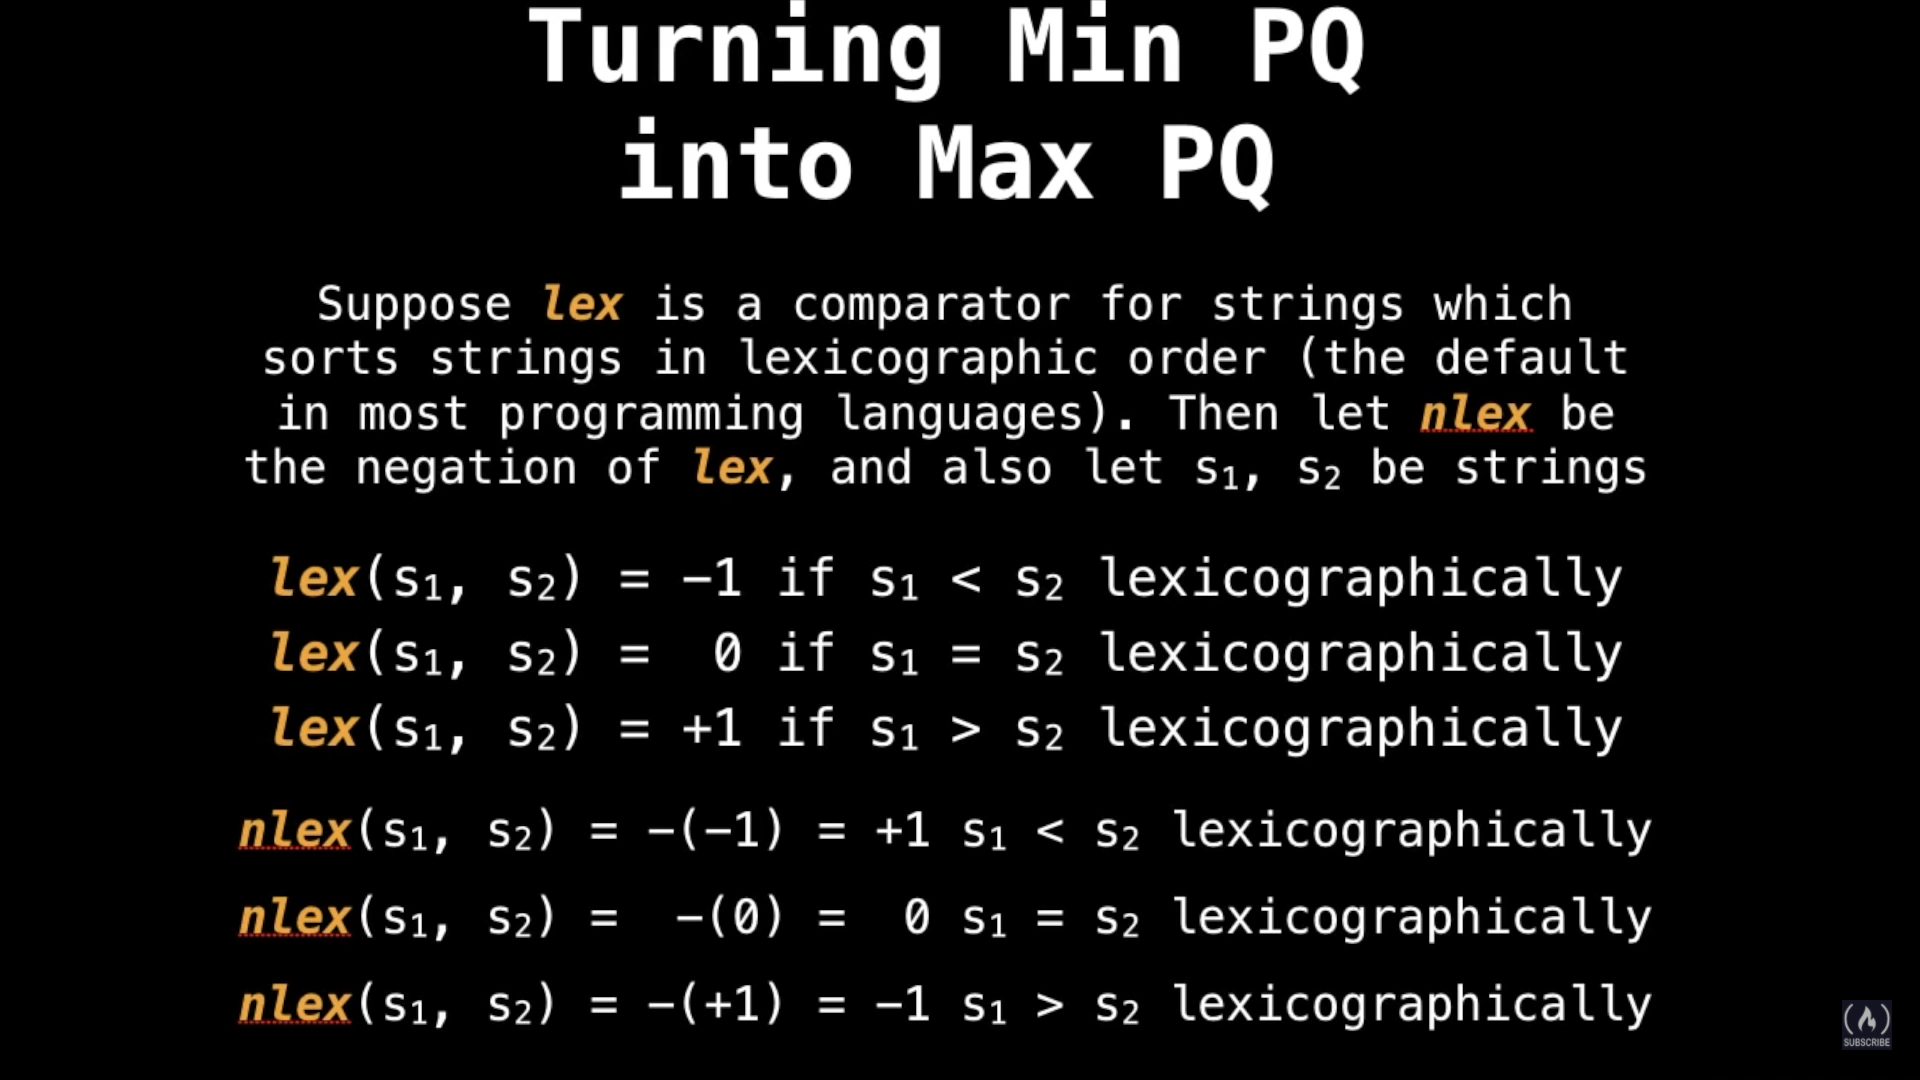 Turning Min PQ
into Max PQ
Suppose lex is a comparator for strings which
sorts strings in lexicographic order (the default
in most programming languages). Then let nlex be
the negation of lex, and also let s₁, s₂ be strings
lex(s₁, s₂) = −1 if s₁ < s₂ lexicographically
lex(s₁, s₂) = 0 if s₁ = s₂ lexicographically
lex(s₁, s₂) = +1 if s₁ > s₂ lexicographically
nlex(s₁, s₂) = −(−1) = +1 s₁ < s₂ lexicographically
nlex(s₁, s₂) = −(0) = 0 s₁ = s₂ lexicographically
nlex(s₁, s₂) = −(+1) = −1 s₁ > s₂ lexicographically
SUBSCRIBE